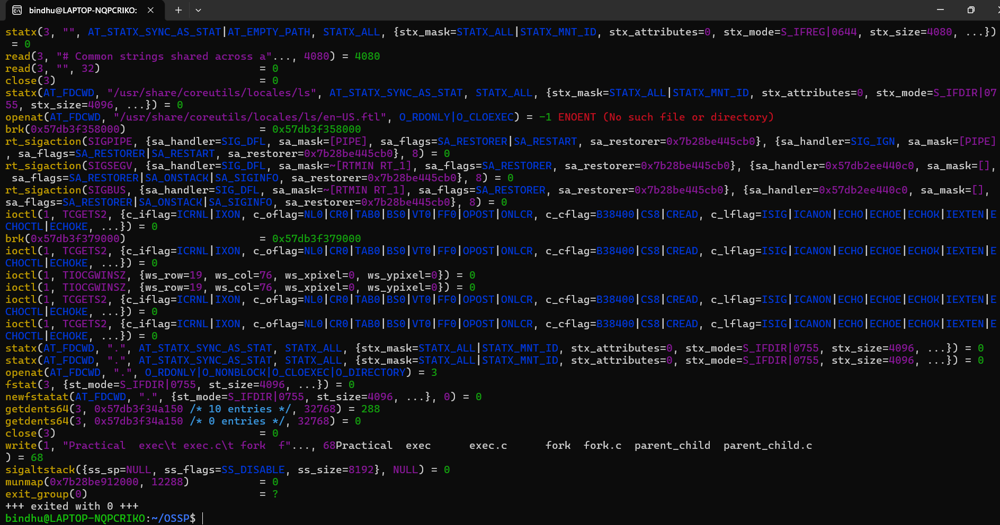 bindhu@LAPTOP-NQPCRIKO:
statx(3, "", AT_STATX_SYNC_AS_STAT|AT_EMPTY_PATH, STATX_ALL, {stx_mask=STATX_ALL|STATX_MNT_ID, stx_attributes=0, stx_mode=S_IFREG|0644, stx_size=4080, ...})
 = 0
read(3, "# Common strings shared across a"..., 4080) = 4080
read(3, "", 32)                         = 0
close(3)                                = 0
statx(AT_FDCWD, "/usr/share/coreutils/locales/ls", AT_STATX_SYNC_AS_STAT, STATX_ALL, {stx_mask=STATX_ALL|STATX_MNT_ID, stx_attributes=0, stx_mode=S_IFDIR|07
55, stx_size=4096, ...}) = 0
openat(AT_FDCWD, "/usr/share/coreutils/locales/ls/en-US.ftl", O_RDONLY|O_CLOEXEC) = -1 ENOENT (No such file or directory)
brk(0x57db3f358000)                     = 0x57db3f358000
rt_sigaction(SIGPIPE, {sa_handler=SIG_DFL, sa_mask=[PIPE], sa_flags=SA_RESTORER|SA_RESTART, sa_restorer=0x7b28be445cb0}, {sa_handler=SIG_IGN, sa_mask=[PIPE]
, sa_flags=SA_RESTORER|SA_RESTART, sa_restorer=0x7b28be445cb0}, 8) = 0
rt_sigaction(SIGSEGV, {sa_handler=SIG_DFL, sa_mask=~[RTMIN RT_1], sa_flags=SA_RESTORER, sa_restorer=0x7b28be445cb0}, {sa_handler=0x57db2ee440c0, sa_mask=[],
 sa_flags=SA_RESTORER|SA_ONSTACK|SA_SIGINFO, sa_restorer=0x7b28be445cb0}, 8) = 0
rt_sigaction(SIGBUS, {sa_handler=SIG_DFL, sa_mask=~[RTMIN RT_1], sa_flags=SA_RESTORER, sa_restorer=0x7b28be445cb0}, {sa_handler=0x57db2ee440c0, sa_mask=[], 
sa_flags=SA_RESTORER|SA_ONSTACK|SA_SIGINFO, sa_restorer=0x7b28be445cb0}, 8) = 0
ioctl(1, TCGETS2, {c_iflag=ICRNL|IXON, c_oflag=NL0|CR0|TAB0|BS0|VT0|FF0|OPOST|ONLCR, c_cflag=B38400|CS8|CREAD, c_lflag=ISIG|ICANON|ECHO|ECHOE|ECHOK|IEXTEN|E
CHOCTL|ECHOKE, ...}) = 0
brk(0x57db3f379000)                     = 0x57db3f379000
ioctl(1, TCGETS2, {c_iflag=ICRNL|IXON, c_oflag=NL0|CR0|TAB0|BS0|VT0|FF0|OPOST|ONLCR, c_cflag=B38400|CS8|CREAD, c_lflag=ISIG|ICANON|ECHO|ECHOE|ECHOK|IEXTEN|E
CHOCTL|ECHOKE, ...}) = 0
ioctl(1, TIOCGWINSZ, {ws_row=19, ws_col=76, ws_xpixel=0, ws_ypixel=0}) = 0
ioctl(1, TIOCGWINSZ, {ws_row=19, ws_col=76, ws_xpixel=0, ws_ypixel=0}) = 0
ioctl(1, TCGETS2, {c_iflag=ICRNL|IXON, c_oflag=NL0|CR0|TAB0|BS0|VT0|FF0|OPOST|ONLCR, c_cflag=B38400|CS8|CREAD, c_lflag=ISIG|ICANON|ECHO|ECHOE|ECHOK|IEXTEN|E
CHOCTL|ECHOKE, ...}) = 0
ioctl(1, TCGETS2, {c_iflag=ICRNL|IXON, c_oflag=NL0|CR0|TAB0|BS0|VT0|FF0|OPOST|ONLCR, c_cflag=B38400|CS8|CREAD, c_lflag=ISIG|ICANON|ECHO|ECHOE|ECHOK|IEXTEN|E
CHOCTL|ECHOKE, ...}) = 0
statx(AT_FDCWD, ".", AT_STATX_SYNC_AS_STAT, STATX_ALL, {stx_mask=STATX_ALL|STATX_MNT_ID, stx_attributes=0, stx_mode=S_IFDIR|0755, stx_size=4096, ...}) = 0
statx(AT_FDCWD, ".", AT_STATX_SYNC_AS_STAT, STATX_ALL, {stx_mask=STATX_ALL|STATX_MNT_ID, stx_attributes=0, stx_mode=S_IFDIR|0755, stx_size=4096, ...}) = 0
openat(AT_FDCWD, ".", O_RDONLY|O_NONBLOCK|O_CLOEXEC|O_DIRECTORY) = 3
fstat(3, {st_mode=S_IFDIR|0755, st_size=4096, ...}) = 0
newfstatat(AT_FDCWD, ".", {st_mode=S_IFDIR|0755, st_size=4096, ...}, 0) = 0
getdents64(3, 0x57db3f34a150 /* 10 entries */, 32768) = 288
getdents64(3, 0x57db3f34a150 /* 0 entries */, 32768) = 0
close(3)                                = 0
write(1, "Practical  exec\t exec.c\t fork  f"..., 68Practical  exec      exec.c      fork  fork.c  parent_child  parent_child.c
) = 68
sigaltstack({ss_sp=NULL, ss_flags=SS_DISABLE, ss_size=8192}, NULL) = 0
munmap(0x7b28be912000, 12288)           = 0
exit_group(0)                           = ?
+++ exited with 0 +++
bindhu@LAPTOP-NQPCRIKO:~/OSSP$